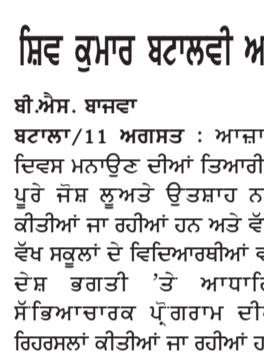 ਸ਼ਿਵ ਕੁਮਾਰ ਬਟਾਲਵੀ
ਬੀ.ਐਸ. ਬਾਜਵਾ
ਬਟਾਲਾ/11 ਅਗਸਤ : ਆਜ਼ਾ
ਦਿਵਸ ਮਨਾਉਣ ਦੀਆਂ ਤਿਆਰੀ
ਪੂਰੇ ਜੋਸ਼ ਲੂਅਤੇ ਉਤਸ਼ਾਹ ਨ
ਕੀਤੀਆਂ ਜਾ ਰਹੀਆਂ ਹਨ ਅਤੇ ਵੱ
ਵੱਖ ਸਕੂਲਾਂ ਦੇ ਵਿਦਿਆਰਥੀਆਂ
ਦੇਸ਼ ਭਗਤੀ ’ਤੇ ਆਧਾਰਿ
ਸੱਭਿਆਚਾਰਕ ਪ੍ਰੋਗਰਾਮ ਦੀ
ਰਿਹਰਸਲਾਂ ਕੀਤੀਆਂ ਜਾ ਰਹੀਆਂ ਹ